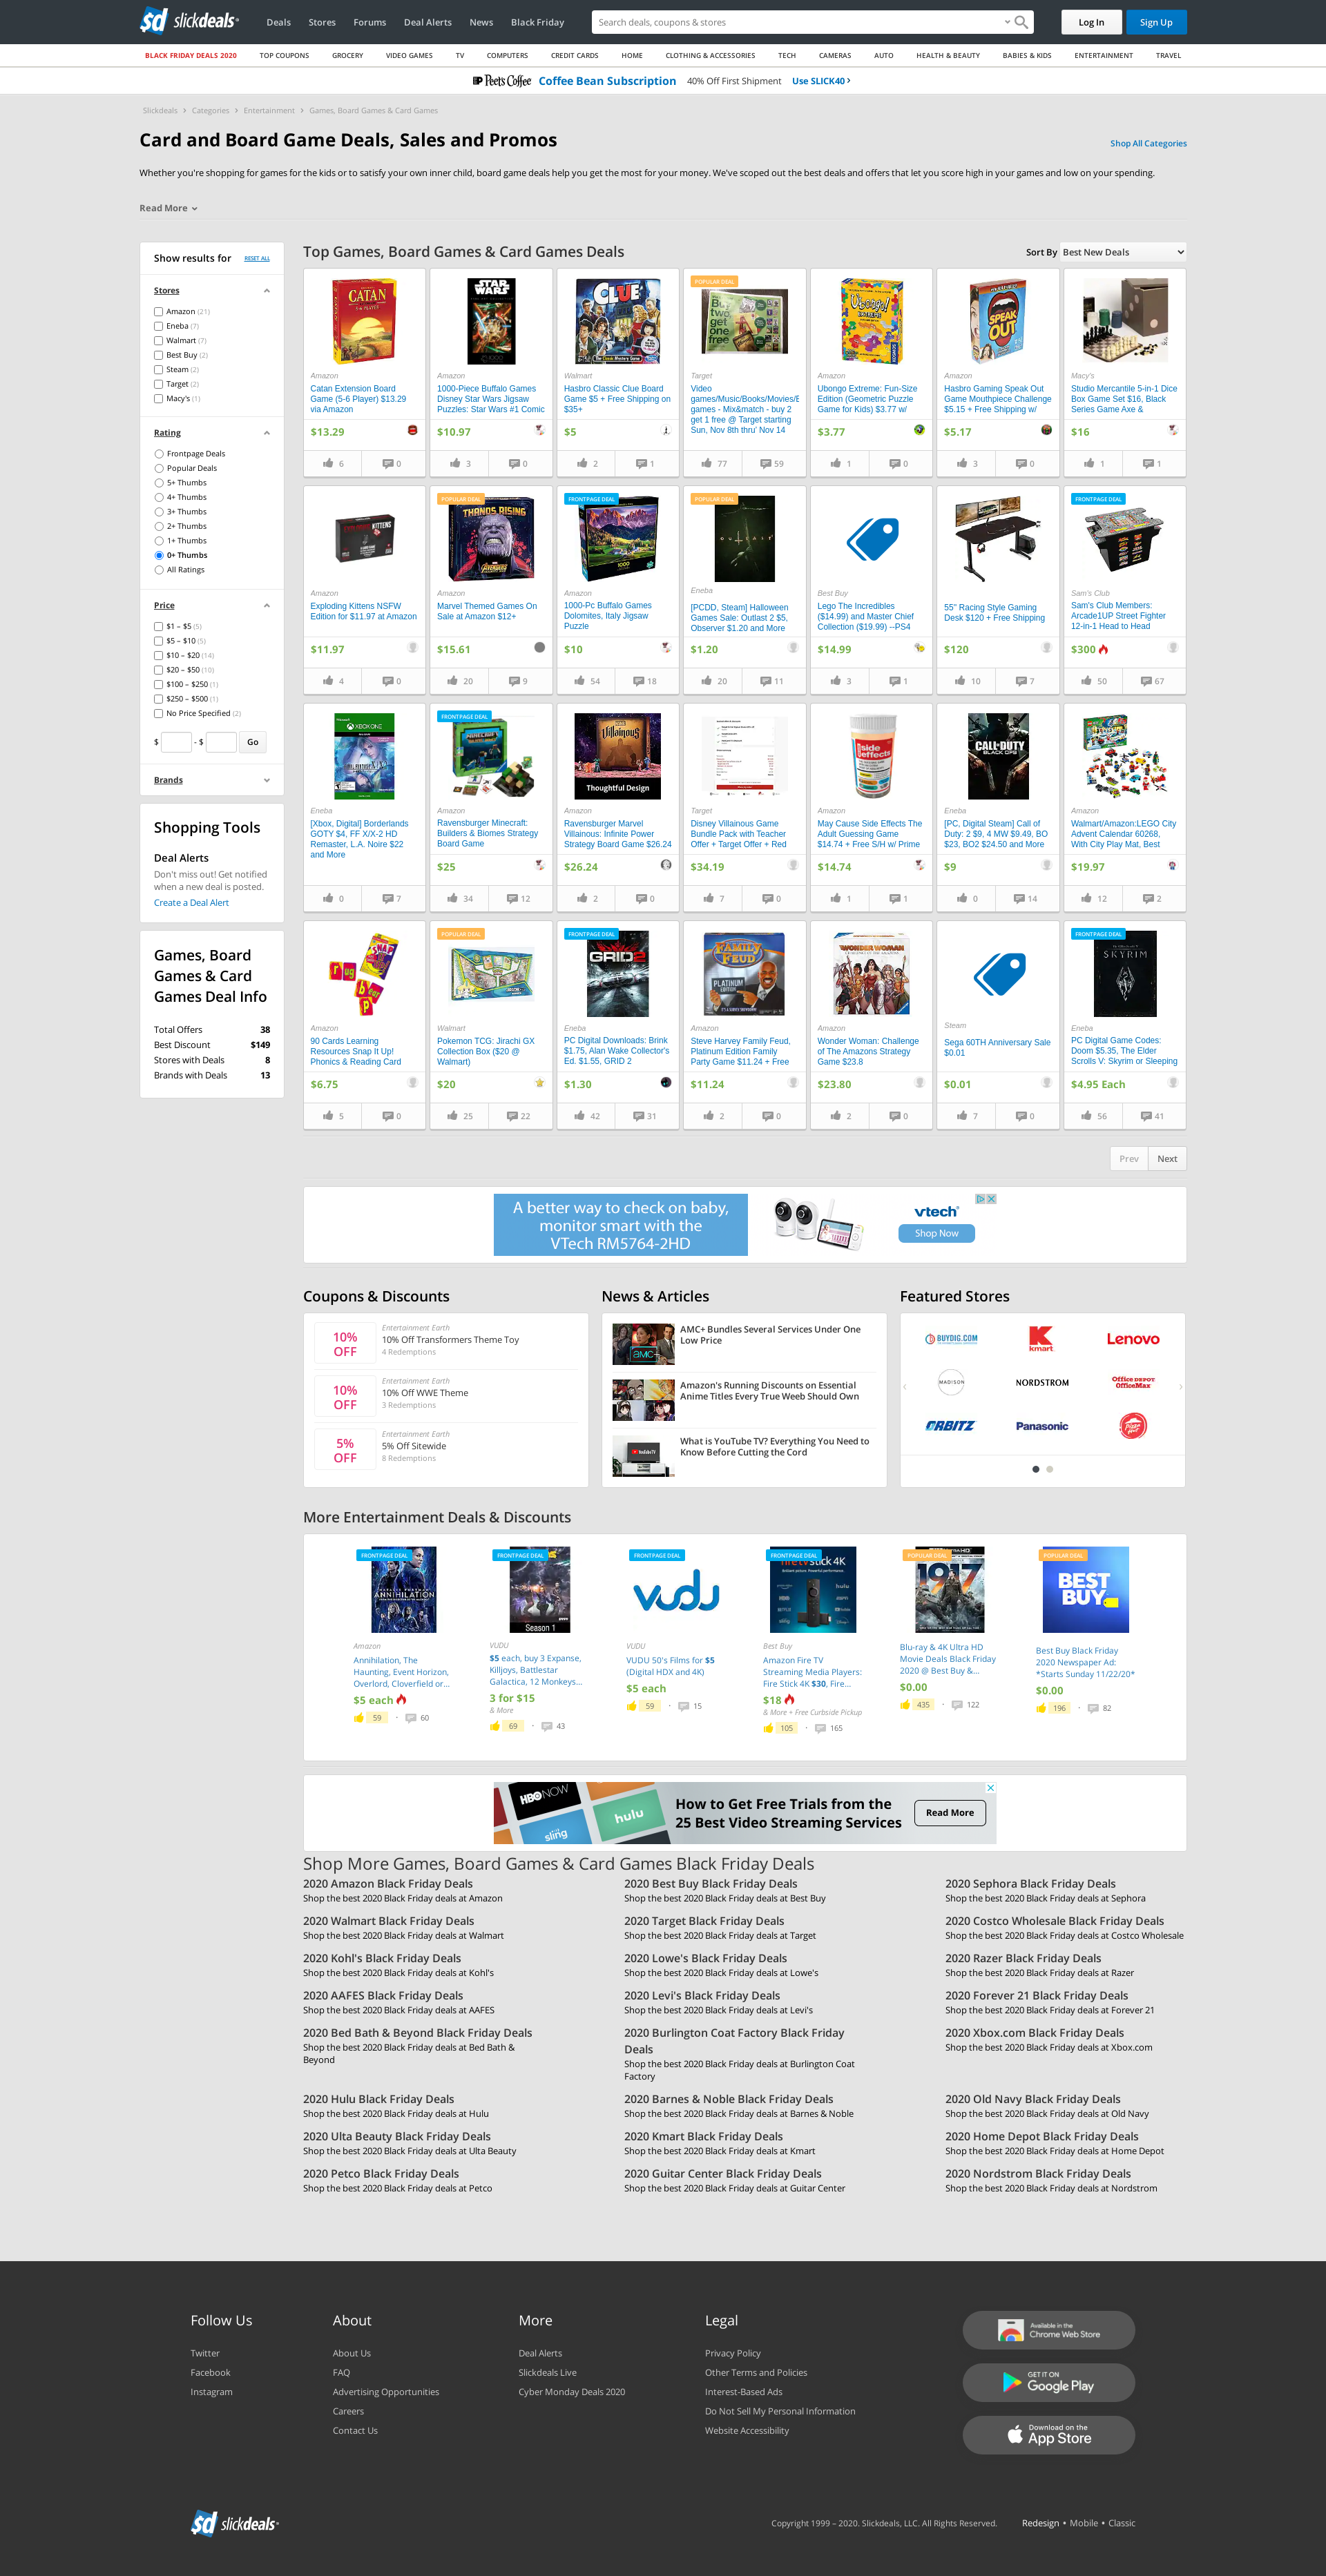 slickdeals
Deals
Stores
Forums
Deal Alerts
News
Black Friday
Search deals, coupons & stores
Log In
Sign Up
BLACK FRIDAY DEALS 2020
TOP COUPONS
GROCERY
VIDEO GAMES
TV
COMPUTERS
CREDIT CARDS
HOME
CLOTHING & ACCESSORIES
TECH
CAMERAS
AUTO
HEALTH & BEAUTY
BABIES & KIDS
ENTERTAINMENT
TRAVEL
Peet's Coffee Coffee Bean Subscription 40% Off First Shipment Use SLICK40 ›
Slickdeals › Categories › Entertainment › Games, Board Games & Card Games
Card and Board Game Deals, Sales and Promos
Shop All Categories
Whether you're shopping for games for the kids or to satisfy your own inner child, board game deals help you get the most for your money. We've scoped out the best deals and offers that let you score high in your games and low on your spending.
Read More
Show results for
RESET ALL
Stores
Amazon (21)
Eneba (7)
Walmart (7)
Best Buy (2)
Steam (2)
Target (2)
Macy's (1)
Rating
Frontpage Deals
Popular Deals
5+ Thumbs
4+ Thumbs
3+ Thumbs
2+ Thumbs
1+ Thumbs
0+ Thumbs
All Ratings
Price
$1 – $5 (5)
$5 – $10 (5)
$10 – $20 (14)
$20 – $50 (10)
$100 – $250 (1)
$250 – $500 (1)
No Price Specified (2)
$ - $ Go
Brands
Shopping Tools
Deal Alerts
Don't miss out! Get notified
when a new deal is posted.
Create a Deal Alert
Games, Board
Games & Card
Games Deal Info
Total Offers 38
Best Discount $149
Stores with Deals 8
Brands with Deals 13
Top Games, Board Games & Card Games Deals
Sort By Best New Deals
CATAN
Amazon
Catan Extension Board
Game (5-6 Player) $13.29
via Amazon
$13.29
6
0
STAR WARS
Amazon
1000-Piece Buffalo Games
Disney Star Wars Jigsaw
Puzzles: Star Wars #1 Comic
$10.97
3
0
CLUE
Walmart
Hasbro Classic Clue Board
Game $5 + Free Shipping on
$35+
$5
2
1
POPULAR DEAL
Buy two get one free
Target
Video
games/Music/Books/Movies/E
games - Mix&match - buy 2
get 1 free @ Target starting
Sun, Nov 8th thru' Nov 14
77
59
Ubongo!
Amazon
Ubongo Extreme: Fun-Size
Edition (Geometric Puzzle
Game for Kids) $3.77 w/
$3.77
1
0
SPEAK OUT
Amazon
Hasbro Gaming Speak Out
Game Mouthpiece Challenge
$5.15 + Free Shipping w/
$5.17
3
0
Macy's
Studio Mercantile 5-in-1 Dice
Box Game Set $16, Black
Series Game Axe &
$16
1
1
KITTENS
Amazon
Exploding Kittens NSFW
Edition for $11.97 at Amazon
$11.97
4
0
POPULAR DEAL
THANOS RISING
Amazon
Marvel Themed Games On
Sale at Amazon $12+
$15.61
20
9
FRONTPAGE DEAL
Amazon
1000-Pc Buffalo Games
Dolomites, Italy Jigsaw
Puzzle
$10
54
18
POPULAR DEAL
OUTLAST
Eneba
[PCDD, Steam] Halloween
Games Sale: Outlast 2 $5,
Observer $1.20 and More
$1.20
20
11
Best Buy
Lego The Incredibles
($14.99) and Master Chief
Collection ($19.99) --PS4
$14.99
3
1
55" Racing Style Gaming
Desk $120 + Free Shipping
$120
10
7
FRONTPAGE DEAL
Sam's Club
Sam's Club Members:
Arcade1UP Street Fighter
12-in-1 Head to Head
$300
50
67
XBOX ONE
Eneba
[Xbox, Digital] Borderlands
GOTY $4, FF X/X-2 HD
Remaster, L.A. Noire $22
and More
0
7
FRONTPAGE DEAL
MINECRAFT
Amazon
Ravensburger Minecraft:
Builders & Biomes Strategy
Board Game
$25
34
12
Villainous
Thoughtful Design
Amazon
Ravensburger Marvel
Villainous: Infinite Power
Strategy Board Game $26.24
$26.24
2
0
Target
Disney Villainous Game
Bundle Pack with Teacher
Offer + Target Offer + Red
$34.19
7
0
side effects
Amazon
May Cause Side Effects The
Adult Guessing Game
$14.74 + Free S/H w/ Prime
$14.74
1
1
CALL OF DUTY
BLACK OPS
Eneba
[PC, Digital Steam] Call of
Duty: 2 $9, 4 MW $9.49, BO
$23, BO2 $24.50 and More
$9
0
14
Amazon
Walmart/Amazon:LEGO City
Advent Calendar 60268,
With City Play Mat, Best
$19.97
12
2
SNAP
r ug
b
p
Amazon
90 Cards Learning
Resources Snap It Up!
Phonics & Reading Card
$6.75
5
0
POPULAR DEAL
Walmart
Pokemon TCG: Jirachi GX
Collection Box ($20 @
Walmart)
$20
25
22
FRONTPAGE DEAL
GRID2
Eneba
PC Digital Downloads: Brink
$1.75, Alan Wake Collector's
Ed. $1.55, GRID 2
$1.30
42
31
FAMILY FEUD
PLATINUM EDITION
Amazon
Steve Harvey Family Feud,
Platinum Edition Family
Party Game $11.24 + Free
$11.24
2
0
WONDER WOMAN
Amazon
Wonder Woman: Challenge
of The Amazons Strategy
Game $23.8
$23.80
2
0
Steam
Sega 60TH Anniversary Sale
$0.01
$0.01
7
0
FRONTPAGE DEAL
SKYRIM
Eneba
PC Digital Game Codes:
Doom $5.35, The Elder
Scrolls V: Skyrim or Sleeping
$4.95 Each
56
41
Prev
Next
A better way to check on baby,
monitor smart with the
VTech RM5764-2HD
vtech
Shop Now
Coupons & Discounts
10% OFF
Entertainment Earth
10% Off Transformers Theme Toy
4 Redemptions
10% OFF
Entertainment Earth
10% Off WWE Theme
3 Redemptions
5% OFF
Entertainment Earth
5% Off Sitewide
8 Redemptions
News & Articles
AMC+
AMC+ Bundles Several Services Under One
Low Price
Amazon's Running Discounts on Essential
Anime Titles Every True Weeb Should Own
YouTube TV
What is YouTube TV? Everything You Need to
Know Before Cutting the Cord
Featured Stores
BUYDIG.COM
kmart
Lenovo
MADISON
NORDSTROM
Office DEPOT
OfficeMax
ORBITZ
Panasonic
Pizza Hut
More Entertainment Deals & Discounts
FRONTPAGE DEAL
ANNIHILATION
Amazon
Annihilation, The
Haunting, Event Horizon,
Overlord, Cloverfield or...
$5 each
59
60
FRONTPAGE DEAL
Season 1
VUDU
$5 each, buy 3 Expanse,
Killjoys, Battlestar
Galactica, 12 Monkeys...
3 for $15
& More
69
43
FRONTPAGE DEAL
vudu
VUDU
VUDU 50's Films for $5
(Digital HDX and 4K)
$5 each
59
15
FRONTPAGE DEAL
firetvstick 4K
Best Buy
Amazon Fire TV
Streaming Media Players:
Fire Stick 4K $30, Fire...
$18
& More + Free Curbside Pickup
105
165
POPULAR DEAL
1917
Blu-ray & 4K Ultra HD
Movie Deals Black Friday
2020 @ Best Buy &...
$0.00
435
122
POPULAR DEAL
BEST BUY
Best Buy Black Friday
2020 Newspaper Ad:
*Starts Sunday 11/22/20*
$0.00
196
82
HBO NOW
hulu
sling
How to Get Free Trials from the
25 Best Video Streaming Services
Read More
Shop More Games, Board Games & Card Games Black Friday Deals
2020 Amazon Black Friday Deals
Shop the best 2020 Black Friday deals at Amazon
2020 Best Buy Black Friday Deals
Shop the best 2020 Black Friday deals at Best Buy
2020 Sephora Black Friday Deals
Shop the best 2020 Black Friday deals at Sephora
2020 Walmart Black Friday Deals
Shop the best 2020 Black Friday deals at Walmart
2020 Target Black Friday Deals
Shop the best 2020 Black Friday deals at Target
2020 Costco Wholesale Black Friday Deals
Shop the best 2020 Black Friday deals at Costco Wholesale
2020 Kohl's Black Friday Deals
Shop the best 2020 Black Friday deals at Kohl's
2020 Lowe's Black Friday Deals
Shop the best 2020 Black Friday deals at Lowe's
2020 Razer Black Friday Deals
Shop the best 2020 Black Friday deals at Razer
2020 AAFES Black Friday Deals
Shop the best 2020 Black Friday deals at AAFES
2020 Levi's Black Friday Deals
Shop the best 2020 Black Friday deals at Levi's
2020 Forever 21 Black Friday Deals
Shop the best 2020 Black Friday deals at Forever 21
2020 Bed Bath & Beyond Black Friday Deals
Shop the best 2020 Black Friday deals at Bed Bath &
Beyond
2020 Burlington Coat Factory Black Friday
Deals
Shop the best 2020 Black Friday deals at Burlington Coat
Factory
2020 Xbox.com Black Friday Deals
Shop the best 2020 Black Friday deals at Xbox.com
2020 Hulu Black Friday Deals
Shop the best 2020 Black Friday deals at Hulu
2020 Barnes & Noble Black Friday Deals
Shop the best 2020 Black Friday deals at Barnes & Noble
2020 Old Navy Black Friday Deals
Shop the best 2020 Black Friday deals at Old Navy
2020 Ulta Beauty Black Friday Deals
Shop the best 2020 Black Friday deals at Ulta Beauty
2020 Kmart Black Friday Deals
Shop the best 2020 Black Friday deals at Kmart
2020 Home Depot Black Friday Deals
Shop the best 2020 Black Friday deals at Home Depot
2020 Petco Black Friday Deals
Shop the best 2020 Black Friday deals at Petco
2020 Guitar Center Black Friday Deals
Shop the best 2020 Black Friday deals at Guitar Center
2020 Nordstrom Black Friday Deals
Shop the best 2020 Black Friday deals at Nordstrom
Follow Us
Twitter
Facebook
Instagram
About
About Us
FAQ
Advertising Opportunities
Careers
Contact Us
More
Deal Alerts
Slickdeals Live
Cyber Monday Deals 2020
Legal
Privacy Policy
Other Terms and Policies
Interest-Based Ads
Do Not Sell My Personal Information
Website Accessibility
Available in the
Chrome Web Store
GET IT ON
Google Play
Download on the
App Store
slickdeals
Copyright 1999 – 2020. Slickdeals, LLC. All Rights Reserved.
Redesign • Mobile • Classic